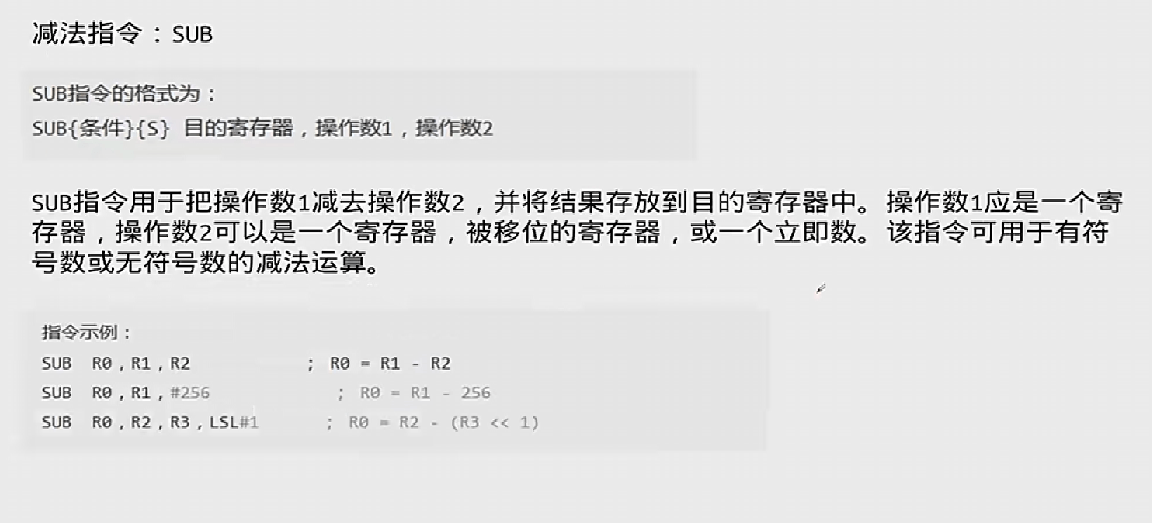 减法指令：SUB
SUB指令的格式为：
SUB{条件}{S} 目的寄存器，操作数1，操作数2
SUB指令用于把操作数1减去操作数2，并将结果存放到目的寄存器中。操作数1应是一个寄
存器，操作数2可以是一个寄存器，被移位的寄存器，或一个立即数。该指令可用于有符
号数或无符号数的减法运算。
指令示例：
SUB R0，R1，R2 ; R0 = R1 - R2
SUB R0，R1，#256 ; R0 = R1 - 256
SUB R0，R2，R3，LSL#1 ; R0 = R2 - (R3 << 1)